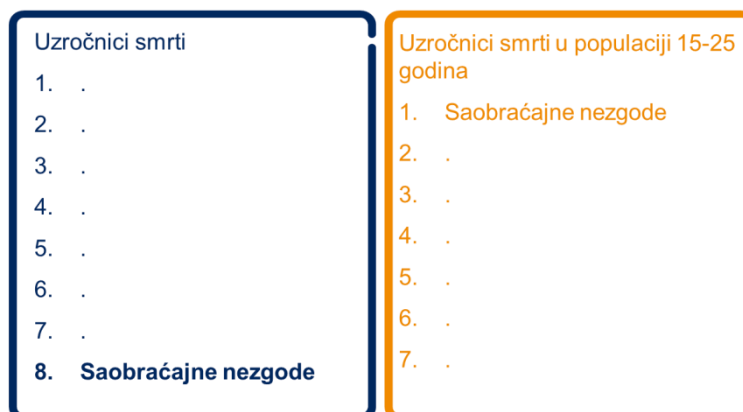 Uzročnici smrti
1. .
2. .
3. .
4. .
5. .
6. .
7. .
8. Saobraćajne nezgode
Uzročnici smrti u populaciji 15-25
godina
1. Saobraćajne nezgode
2. .
3. .
4. .
5. .
6. .
7. .